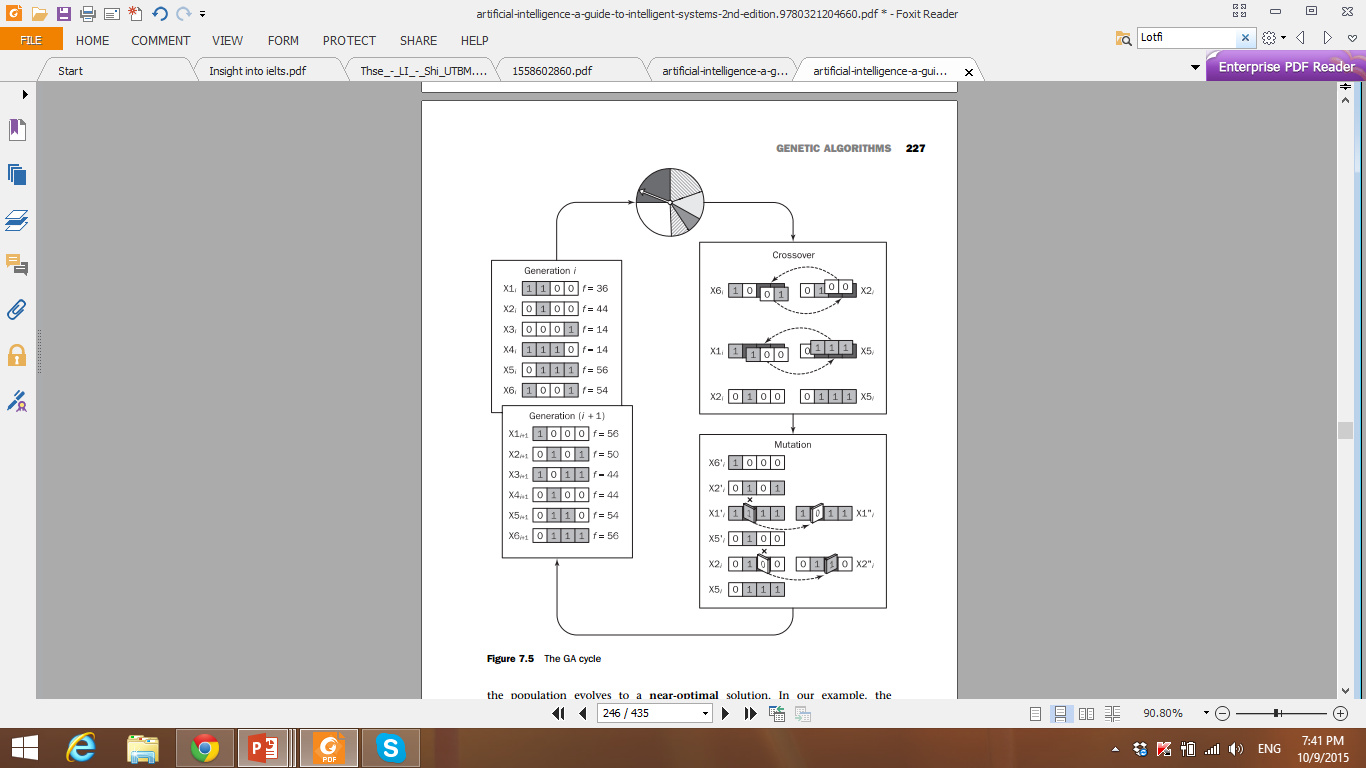 artificial-intelligence-a-guide-to-intelligent-systems-2nd-edition.9780321204660.pdf * - Foxit Reader
FILE HOME COMMENT VIEW FORM PROTECT SHARE HELP
Lotfi
Start
Insight into ielts.pdf
Thse_-_LI_-_Shi_UTBM....
1558602860.pdf
artificial-intelligence-a-g...
artificial-intelligence-a-gui...
Enterprise PDF Reader
GENETIC ALGORITHMS 227
Generation i
X1i 1 1 0 0 f = 36
X2i 0 1 0 0 f = 44
X3i 0 0 0 1 f = 14
X4i 1 1 1 0 f = 14
X5i 0 1 1 1 f = 56
X6i 1 0 0 1 f = 54
Generation (i + 1)
X1i+1 1 0 0 0 f = 56
X2i+1 0 1 0 1 f = 50
X3i+1 1 0 1 1 f = 44
X4i+1 0 1 0 0 f = 44
X5i+1 0 1 1 0 f = 54
X6i+1 0 1 1 1 f = 56
Crossover
X6i 1 0 0 1 0 1 0 0 X2i
X1i 1 1 0 0 0 1 1 1 X5i
X2i 0 1 0 0 0 1 1 1 X5i
Mutation
X6'i 1 0 0 0
X2'i 0 1 0 1
X1'i 1 1 1 1 1 0 1 1 X1"i
X5'i 0 1 0 0
X2i 0 1 0 0 0 1 1 0 X2"i
X5i 0 1 1 1
Figure 7.5 The GA cycle
the population evolves to a near-optimal solution. In our example, the
246 / 435
90.80%
ENG
7:41 PM
10/9/2015